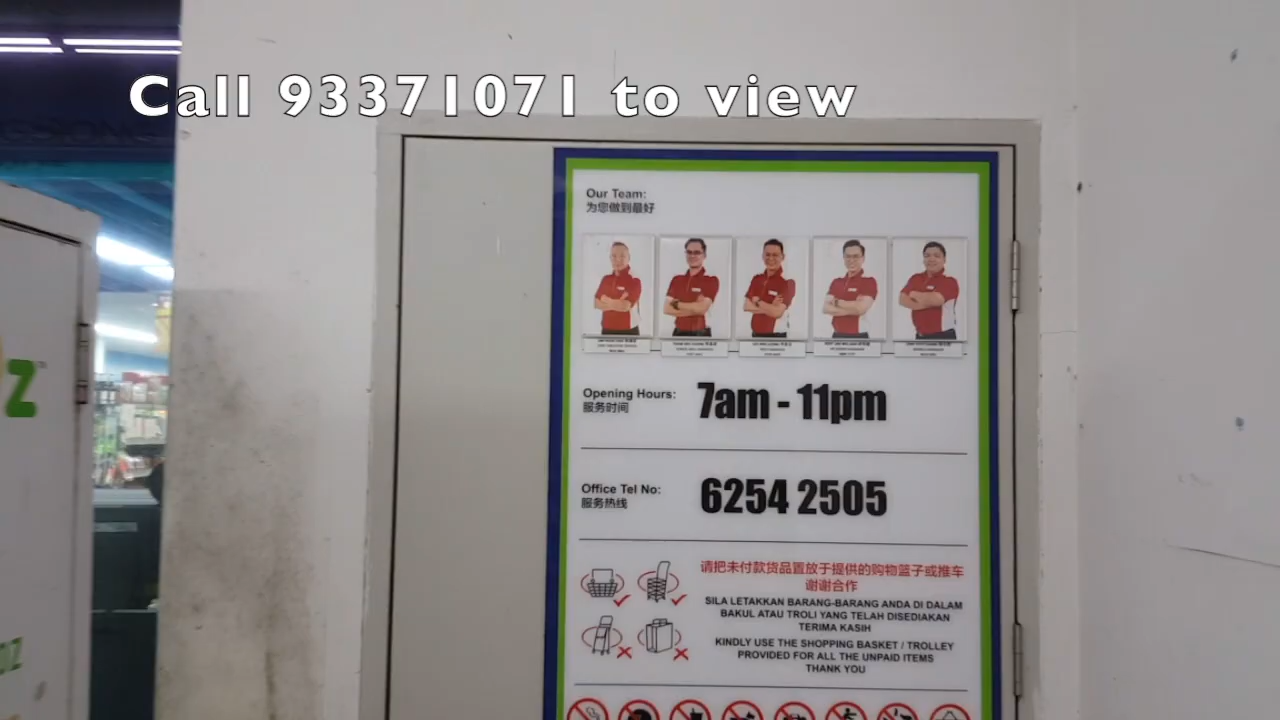 Call 93371071 to view
Our Team:
为您做到最好
Opening Hours:
服务时间
7am - 11pm
Office Tel No:
服务热线
6254 2505
请把未付款货品置放于提供的购物篮子或推车
谢谢合作
SILA LETAKKAN BARANG-BARANG ANDA DI DALAM
BAKUL ATAU TROLI YANG TELAH DISEDIAKAN
TERIMA KASIH
KINDLY USE THE SHOPPING BASKET / TROLLEY
PROVIDED FOR ALL THE UNPAID ITEMS
THANK YOU
Z
OZ